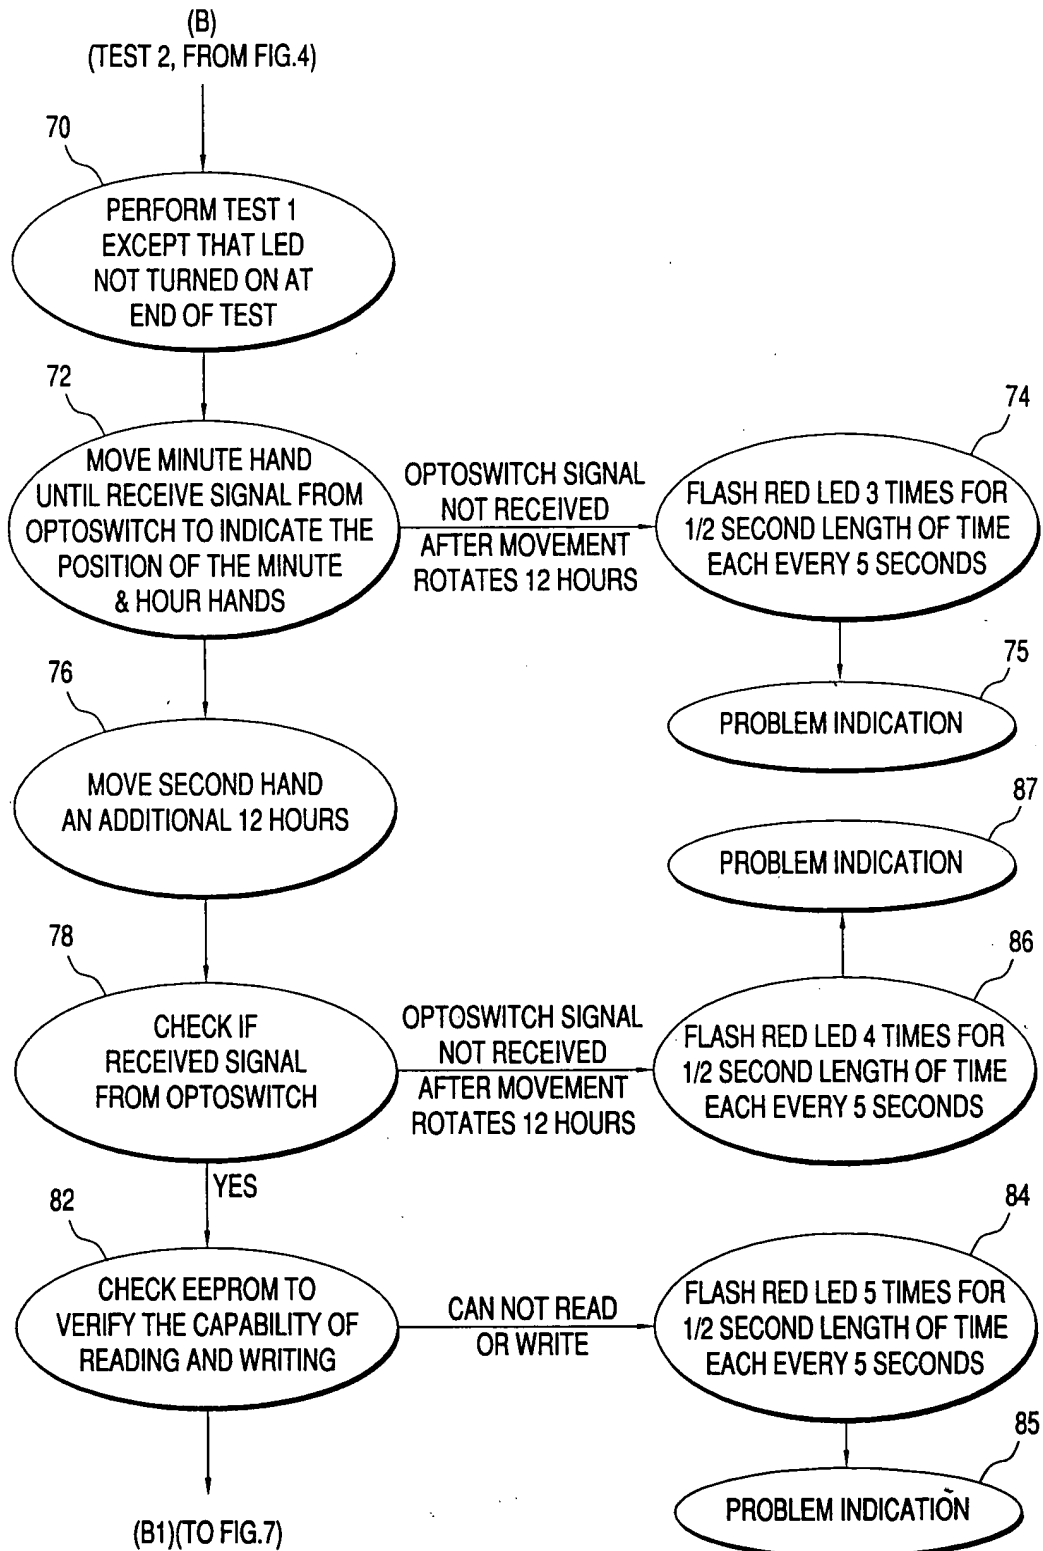 (B)
(TEST 2, FROM FIG.4)
70
PERFORM TEST 1
EXCEPT THAT LED
NOT TURNED ON AT
END OF TEST
72
MOVE MINUTE HAND
UNTIL RECEIVE SIGNAL FROM
OPTOSWITCH TO INDICATE THE
POSITION OF THE MINUTE
& HOUR HANDS
OPTOSWITCH SIGNAL
NOT RECEIVED
AFTER MOVEMENT
ROTATES 12 HOURS
74
FLASH RED LED 3 TIMES FOR
1/2 SECOND LENGTH OF TIME
EACH EVERY 5 SECONDS
75
PROBLEM INDICATION
76
MOVE SECOND HAND
AN ADDITIONAL 12 HOURS
87
PROBLEM INDICATION
78
CHECK IF
RECEIVED SIGNAL
FROM OPTOSWITCH
OPTOSWITCH SIGNAL
NOT RECEIVED
AFTER MOVEMENT
ROTATES 12 HOURS
86
FLASH RED LED 4 TIMES FOR
1/2 SECOND LENGTH OF TIME
EACH EVERY 5 SECONDS
YES
82
CHECK EEPROM TO
VERIFY THE CAPABILITY OF
READING AND WRITING
CAN NOT READ
OR WRITE
84
FLASH RED LED 5 TIMES FOR
1/2 SECOND LENGTH OF TIME
EACH EVERY 5 SECONDS
85
PROBLEM INDICATION
(B1)(TO FIG.7)